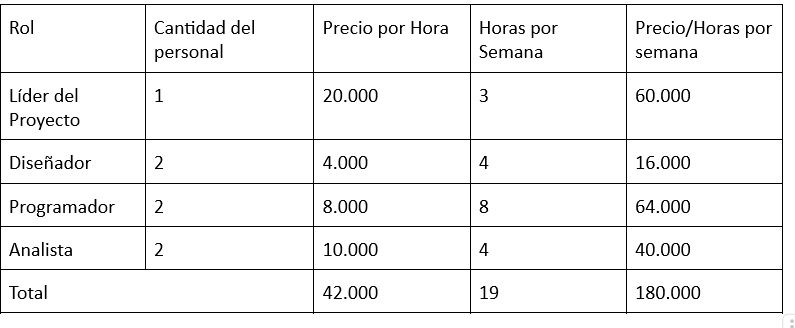 Rol Cantidad del Precio por Hora Horas por Precio/Horas por
personal Semana semana
Líder del 1 20.000 3 60.000
Proyecto
Diseñador 2 4.000 4 16.000
Programador 2 8.000 8 64.000
Analista 2 10.000 4 40.000
Total 42.000 19 180.000